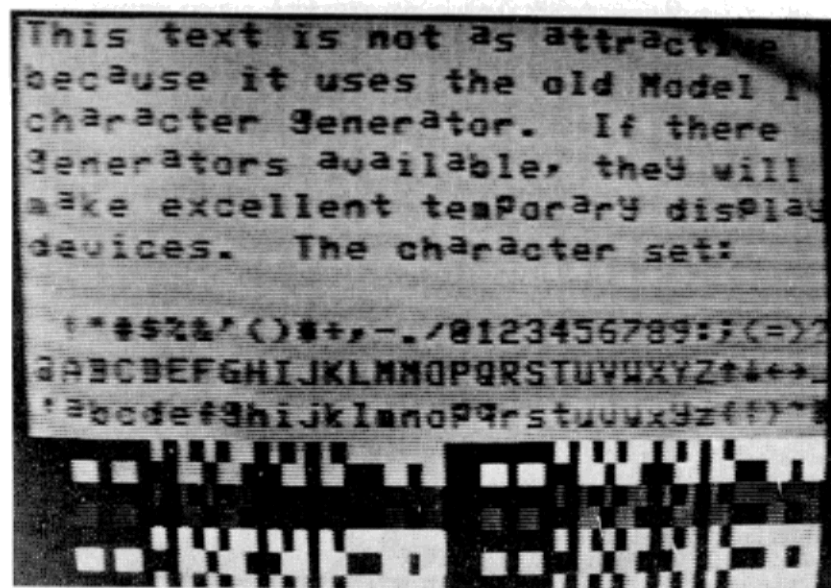 This text is not as attractive
because it uses the old Model I
character generator.  If there
generators available, they will
make excellent temporary display
devices.  The character set:
!"#$%&'()*+,-./0123456789:;<=>?
@ABCDEFGHIJKLMNOPQRSTUVWXYZ↑↓←→_
abcdefghijklmnopqrstuvwxyz{|}~